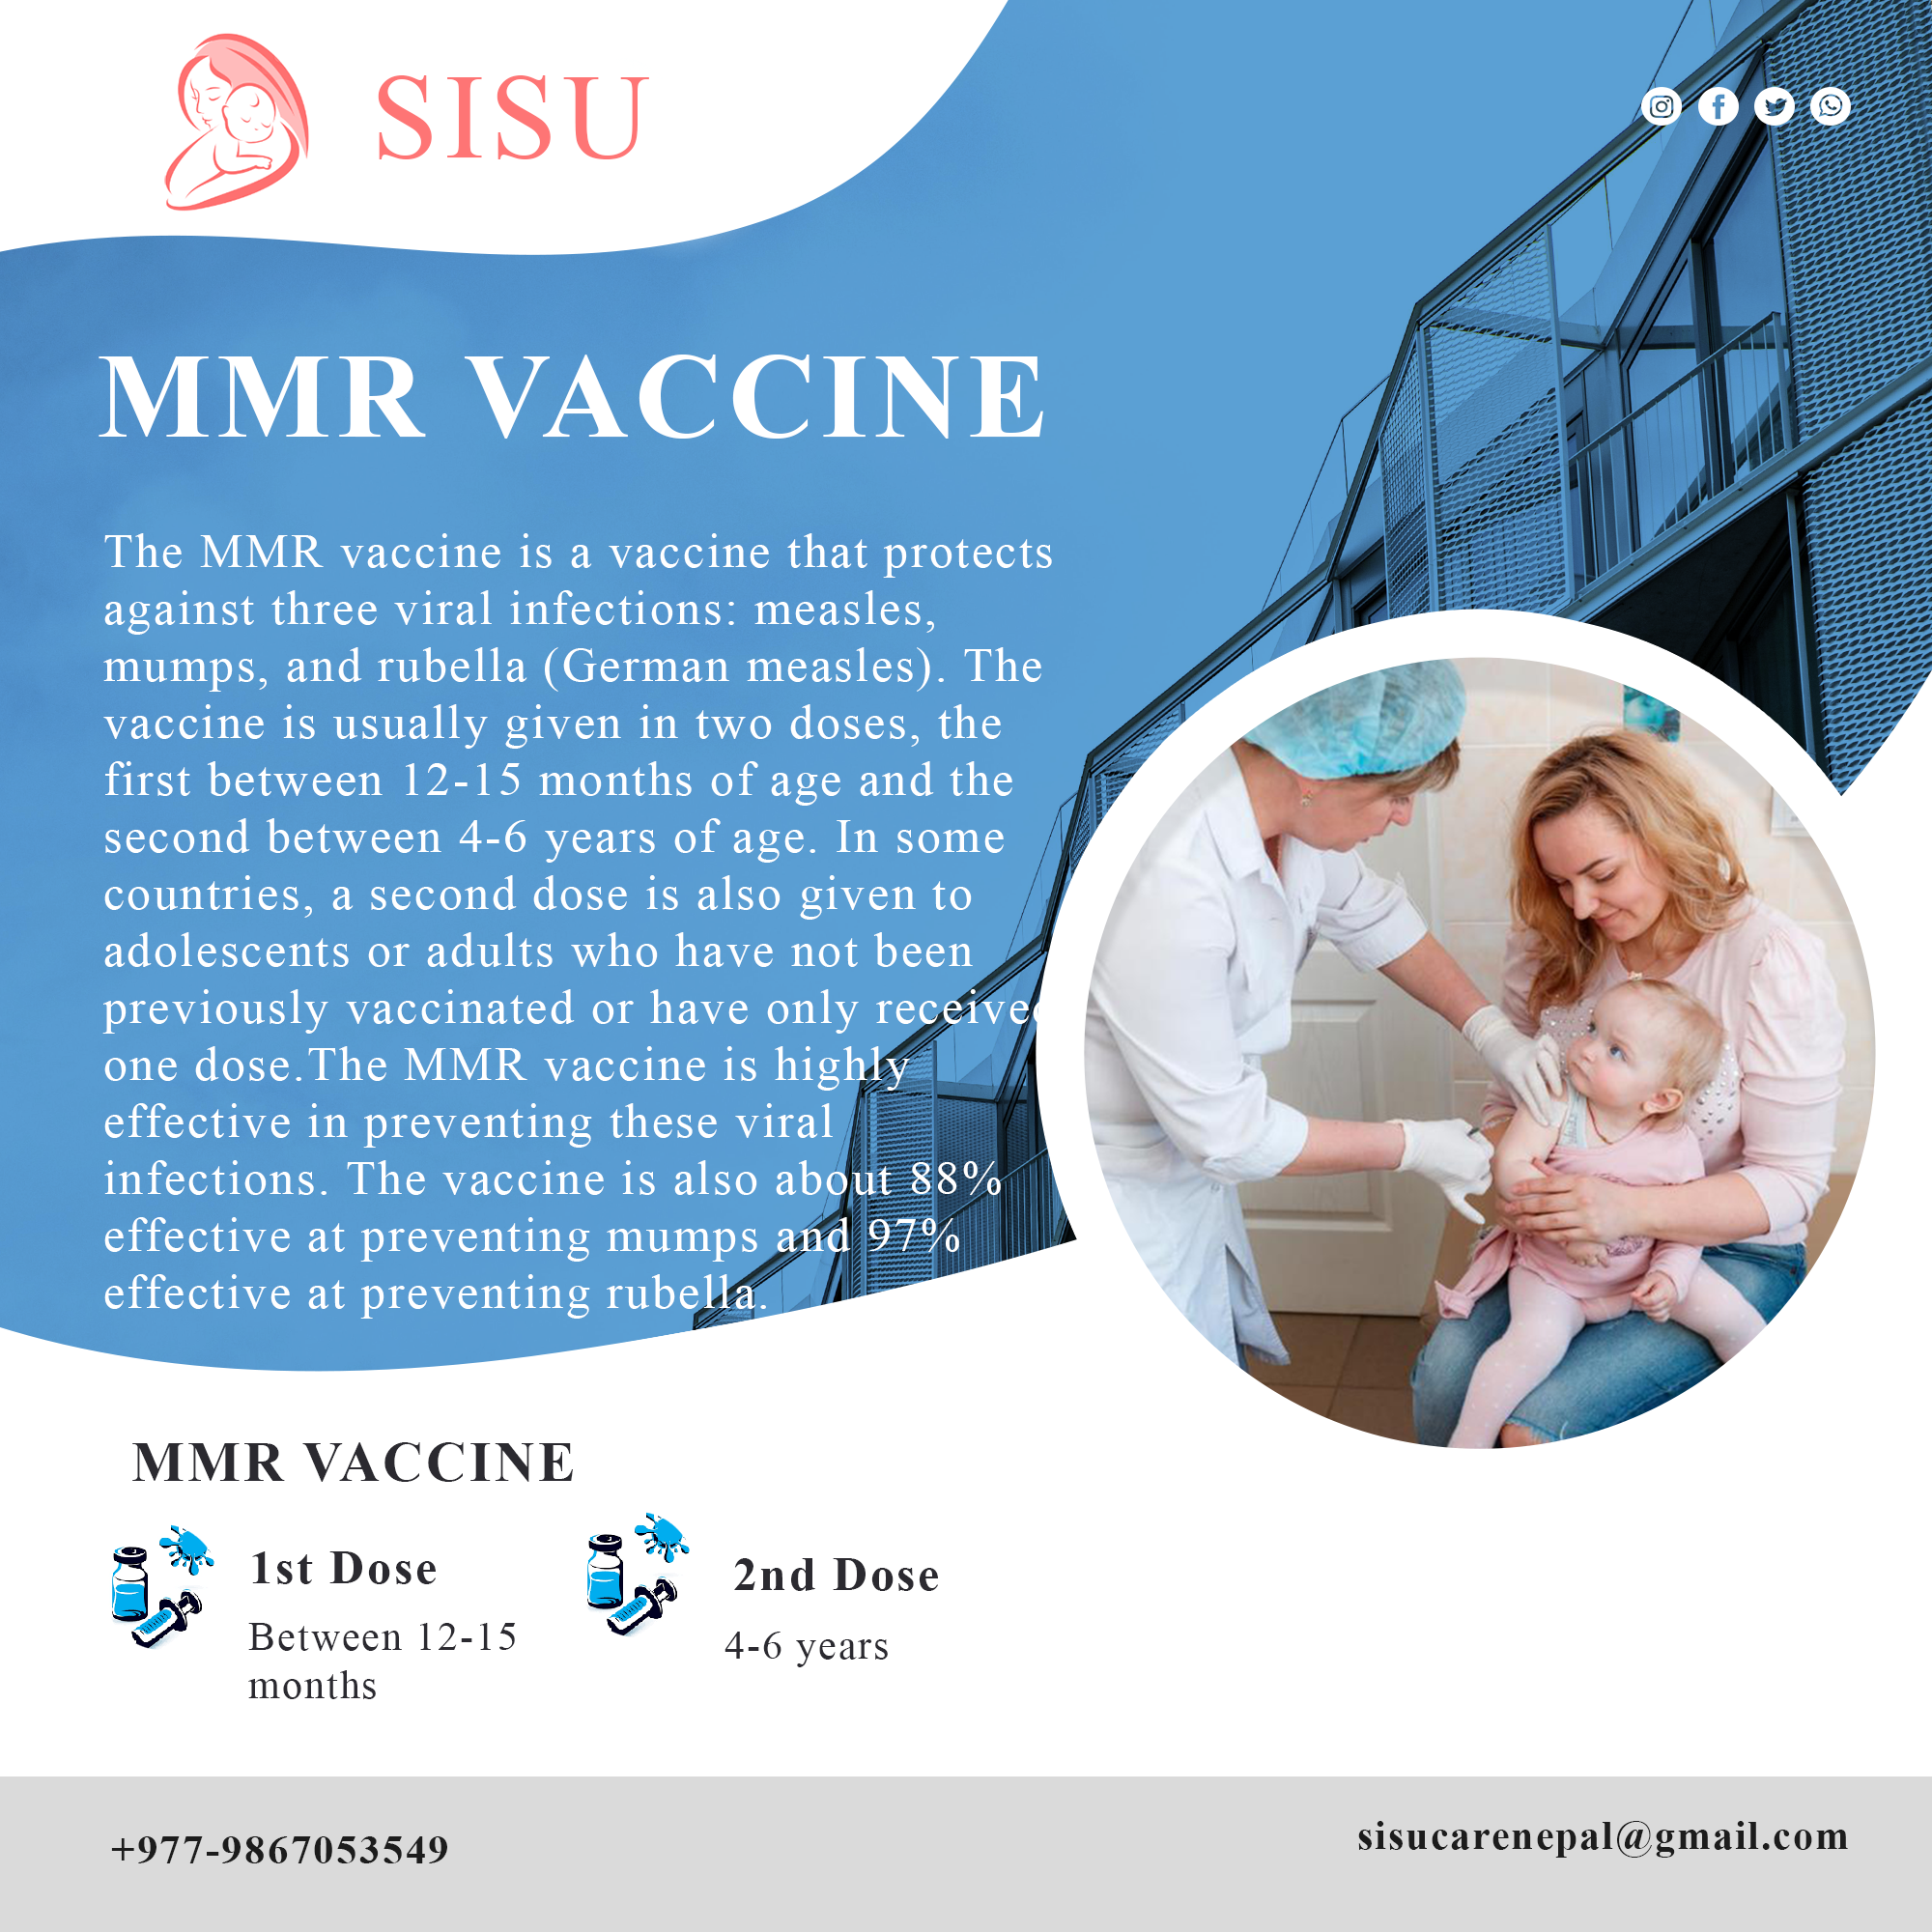 SISU
MMR VACCINE
The MMR vaccine is a vaccine that protects
against three viral infections: measles,
mumps, and rubella (German measles). The
vaccine is usually given in two doses, the
first between 12-15 months of age and the
second between 4-6 years of age. In some
countries, a second dose is also given to
adolescents or adults who have not been
previously vaccinated or have only received
one dose.The MMR vaccine is highly
effective in preventing these viral
infections. The vaccine is also about 88%
effective at preventing mumps and 97%
effective at preventing rubella.
MMR VACCINE
1st Dose
Between 12-15
months
2nd Dose
4-6 years
+977-9867053549
sisucarenepal@gmail.com